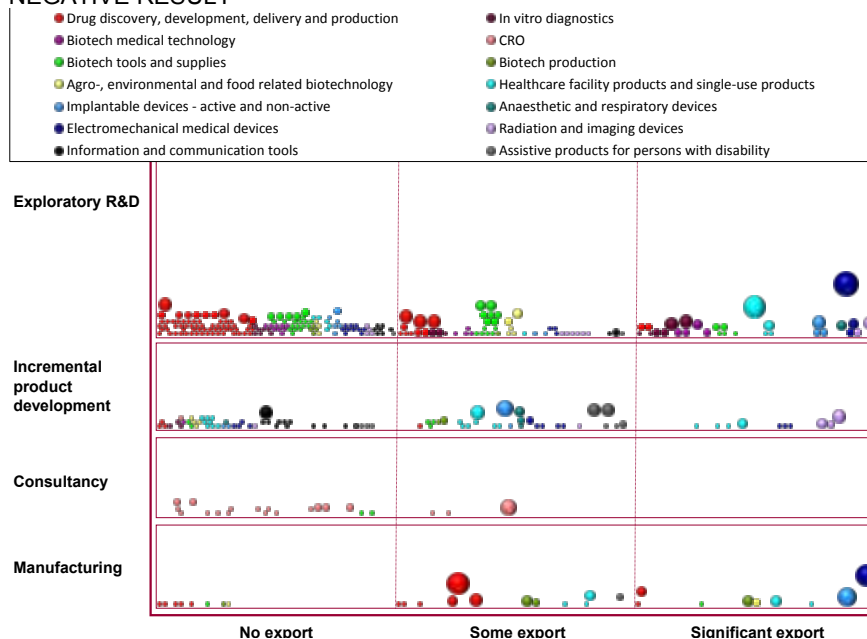 NEGATIVE RESULT
Drug discovery, development, delivery and production
In vitro diagnostics
Biotech medical technology
CRO
Biotech tools and supplies
Biotech production
Agro-, environmental and food related biotechnology
Healthcare facility products and single-use products
Implantable devices - active and non-active
Anaesthetic and respiratory devices
Electromechanical medical devices
Radiation and imaging devices
Information and communication tools
Assistive products for persons with disability
Exploratory R&D
Incremental
product
development
Consultancy
Manufacturing
No export
Some export
Significant export